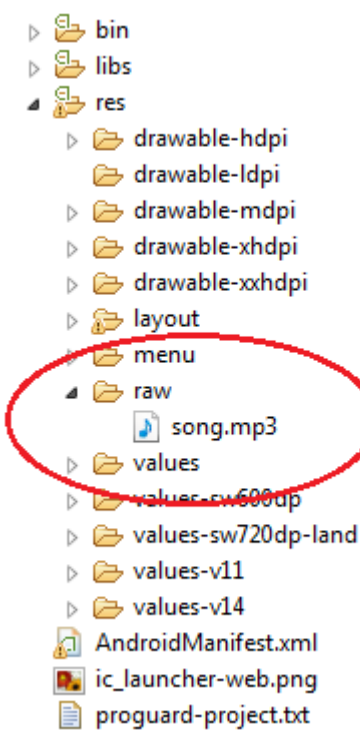 bin
libs
res
drawable-hdpi
drawable-ldpi
drawable-mdpi
drawable-xhdpi
drawable-xxhdpi
layout
menu
raw
song.mp3
values
values-sw600dp
values-sw720dp-land
values-v11
values-v14
AndroidManifest.xml
ic_launcher-web.png
proguard-project.txt